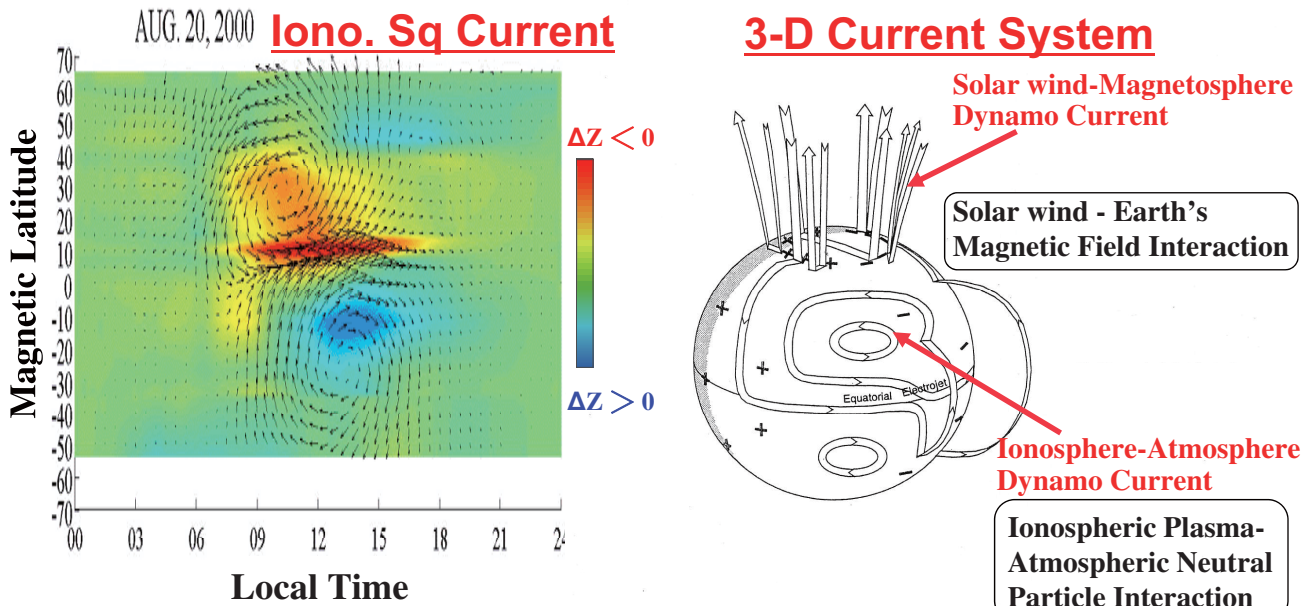 AUG. 20, 2000 Iono. Sq Current
3-D Current System
Magnetic Latitude
70
60
50
40
30
20
10
0
-10
-20
-30
-40
-50
-60
-70
00 03 06 09 12 15 18 21 24
Local Time
ΔZ < 0
ΔZ > 0
Solar wind-Magnetosphere
Dynamo Current
Solar wind - Earth's
Magnetic Field Interaction
Equatorial Electrojet
Ionosphere-Atmosphere
Dynamo Current
Ionospheric Plasma-
Atmospheric Neutral
Particle Interaction